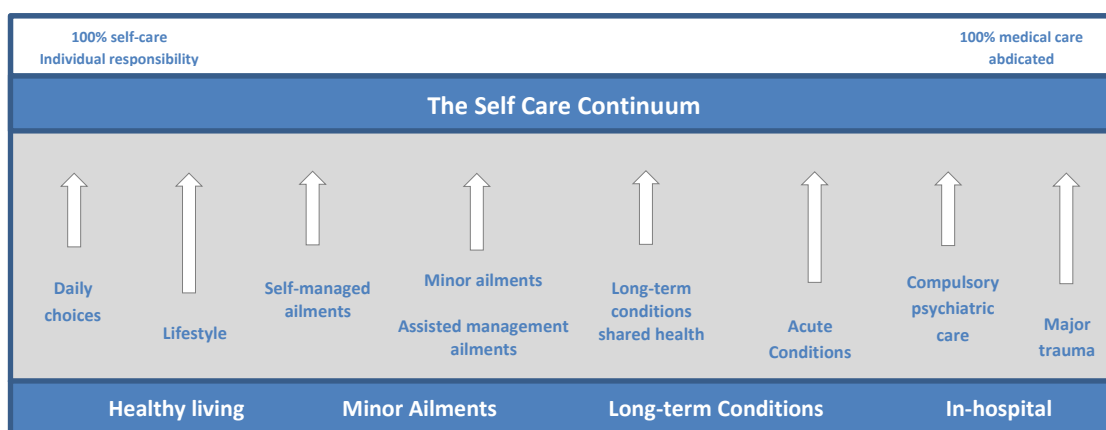 100% self-care
Individual responsibility
100% medical care
abdicated
The Self Care Continuum
Daily
choices
Lifestyle
Self-managed
ailments
Minor ailments
Assisted management
ailments
Long-term
conditions
shared health
Acute
Conditions
Compulsory
psychiatric
care
Major
trauma
Healthy living
Minor Ailments
Long-term Conditions
In-hospital